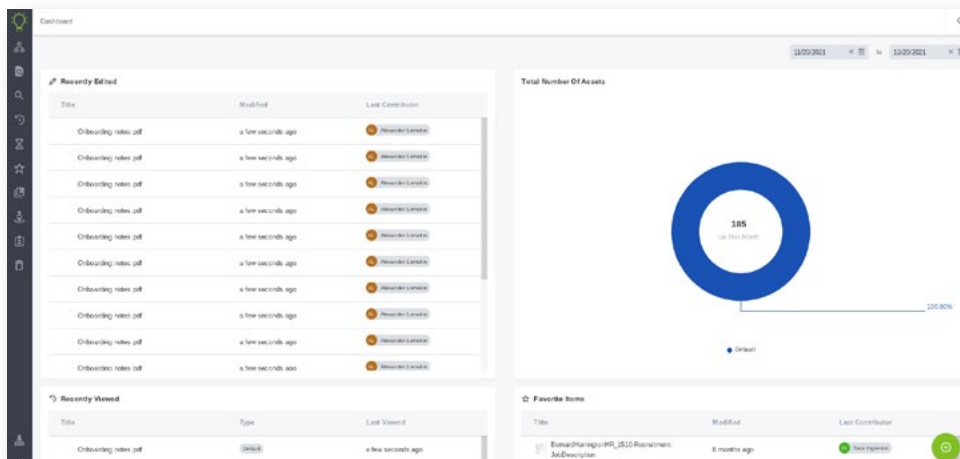 Dashboard
11/20/2021 to 12/20/2021
Recently Edited
Title Modified Last Contributor
Onboarding notes.pdf a few seconds ago
Onboarding notes.pdf a few seconds ago
Onboarding notes.pdf a few seconds ago
Onboarding notes.pdf a few seconds ago
Onboarding notes.pdf a few seconds ago
Onboarding notes.pdf a few seconds ago
Onboarding notes.pdf a few seconds ago
Onboarding notes.pdf a few seconds ago
Onboarding notes.pdf a few seconds ago
Onboarding notes.pdf a few seconds ago
Total Number Of Assets
185
100.00%
Default
Recently Viewed
Title Type Last Viewed
Onboarding notes.pdf Default a few seconds ago
Favorite Items
Title Modified Last Contributor
8 months ago
JobDescription